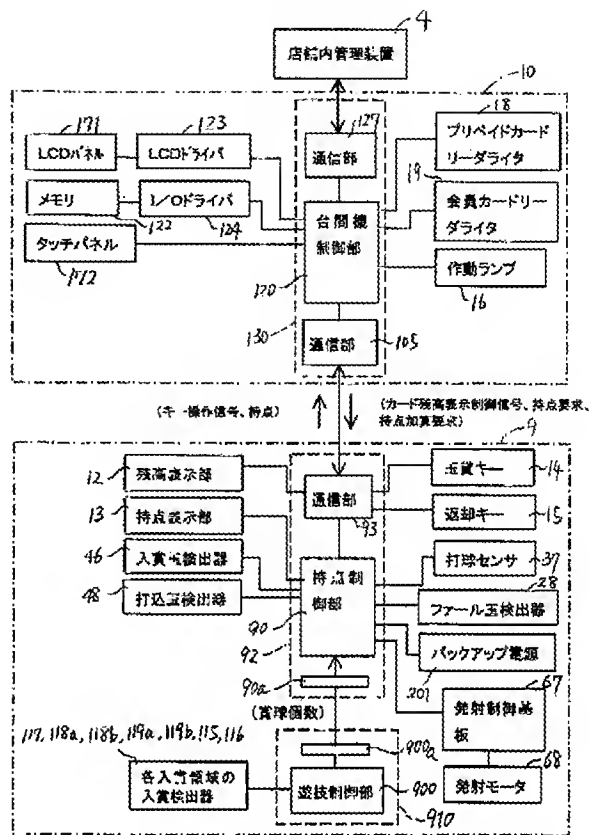 4
店舗内管理装置
10
171
LCDパネル
123
LCDドライバ
127
通信部
18
プリペイドカード
リーダライタ
メモリ
122
I/Oドライバ
124
19
会員カードリー
ダライタ
タッチパネル
172
台間機
制御部
120
作動ランプ
16
130
通信部
105
(キー操作信号、持点)
(カード残高表示制御信号、持点要求、
持点加算要求)
9
12
残高表示部
通信部
93
玉貸キー
14
13
持点表示部
返却キー
15
46
入賞玉検出器
持点制
御部
90
打球センサ
37
48
打込玉検出器
92
ファール玉検出器
28
90a
バックアップ電源
201
(賞球個数)
67
発射制御基
板
117, 118a, 118b, 119a, 119b, 115, 116
900a
各入賞領域の
入賞検出器
遊技制御部
900
発射モータ
68
910